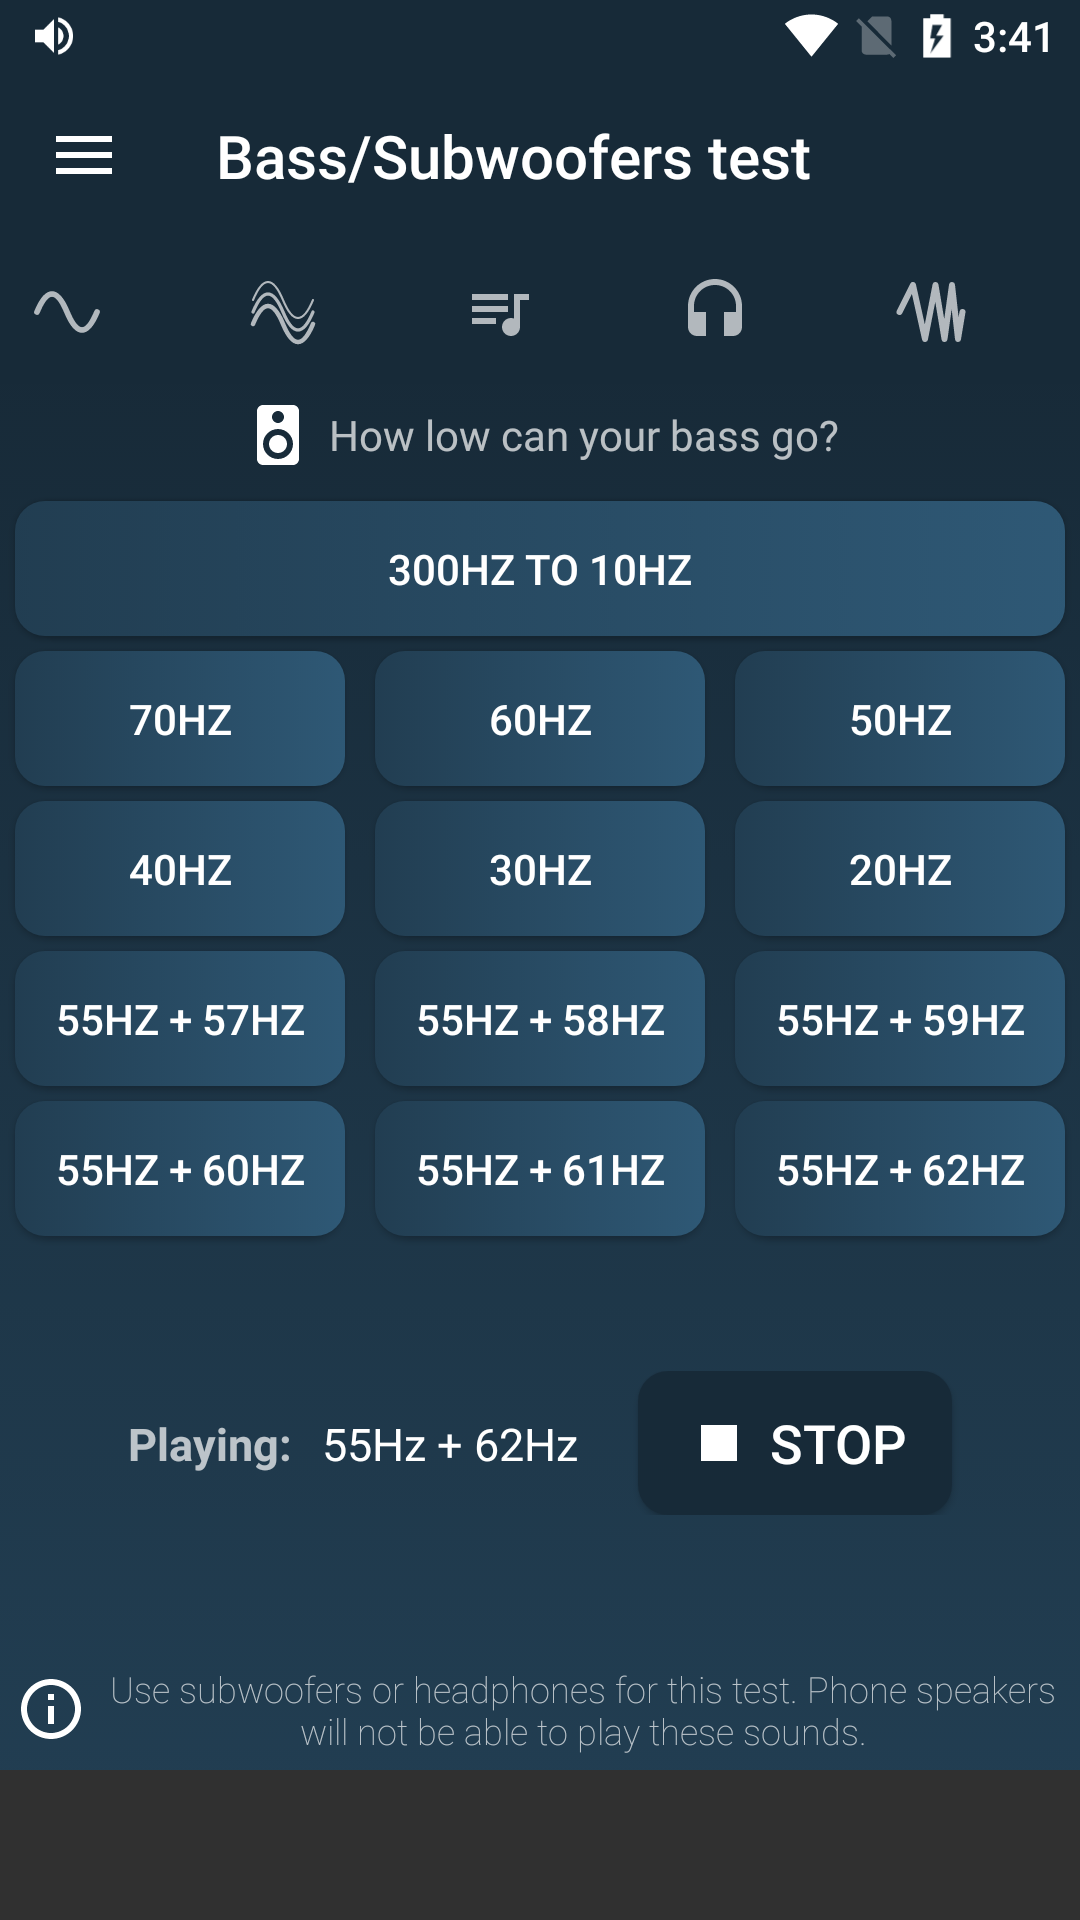 3:41
Bass/Subwoofers test
How low can your bass go?
300HZ TO 10HZ
70HZ 60HZ 50HZ
40HZ 30HZ 20HZ
55HZ + 57HZ 55HZ + 58HZ 55HZ + 59HZ
55HZ + 60HZ 55HZ + 61HZ 55HZ + 62HZ
Playing: 55Hz + 62Hz STOP
Use subwoofers or headphones for this test. Phone speakers
will not be able to play these sounds.